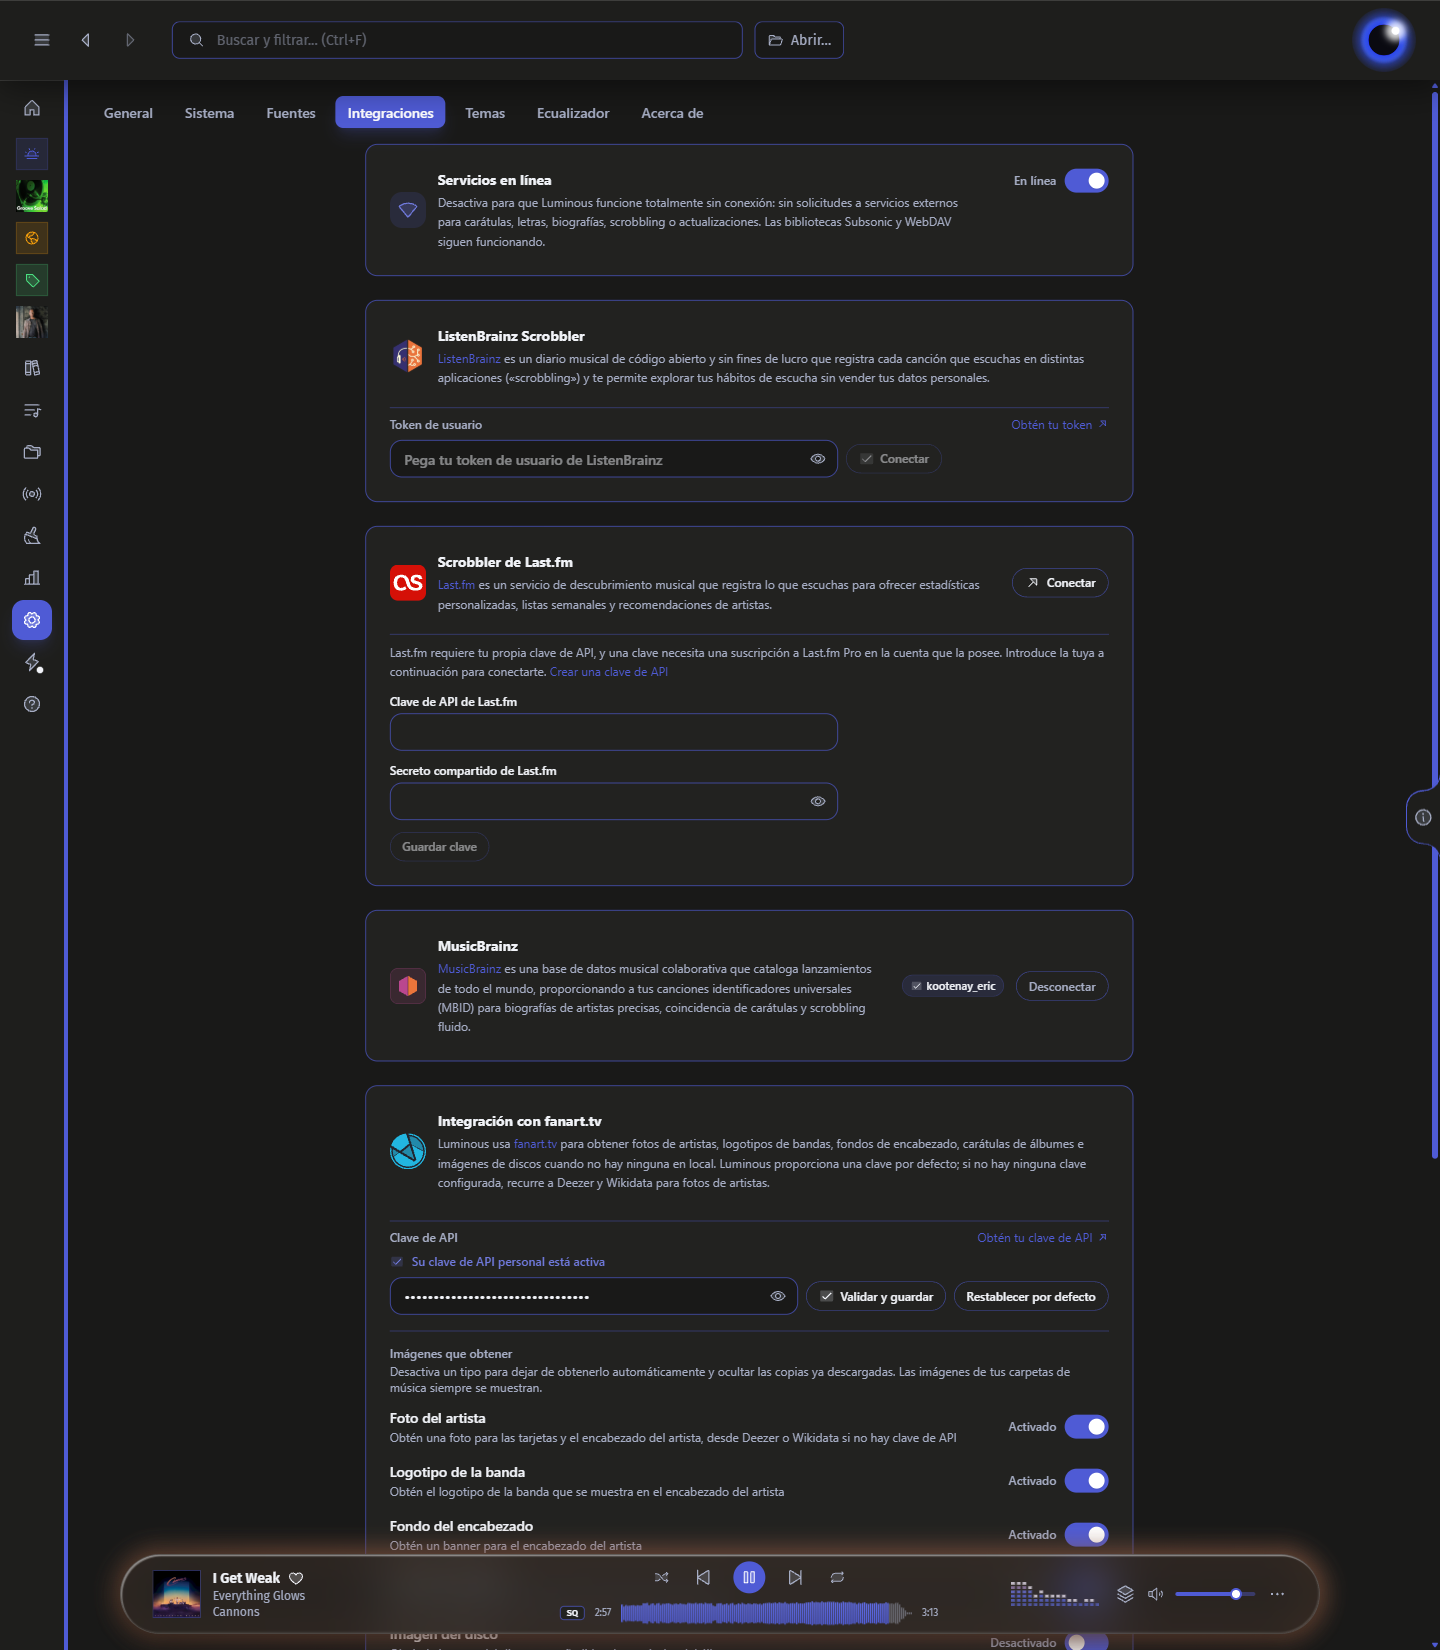 Buscar y filtrar... (Ctrl+F)
Abrir...
General
Sistema
Fuentes
Integraciones
Temas
Ecualizador
Acerca de
Servicios en línea
Desactiva para que Luminous funcione totalmente sin conexión: sin solicitudes a servicios externos
para carátulas, letras, biografías, scrobbling o actualizaciones. Las bibliotecas Subsonic y WebDAV
siguen funcionando.
En línea
ListenBrainz Scrobbler
ListenBrainz es un diario musical de código abierto y sin fines de lucro que registra cada canción que escuchas en distintas
aplicaciones («scrobbling») y te permite explorar tus hábitos de escucha sin vender tus datos personales.
Token de usuario
Obtén tu token
Pega tu token de usuario de ListenBrainz
Conectar
Scrobbler de Last.fm
Last.fm es un servicio de descubrimiento musical que registra lo que escuchas para ofrecer estadísticas
personalizadas, listas semanales y recomendaciones de artistas.
Conectar
Last.fm requiere tu propia clave de API, y una clave necesita una suscripción a Last.fm Pro en la cuenta que la posee. Introduce la tuya a
continuación para conectarte. Crear una clave de API
Clave de API de Last.fm
Secreto compartido de Last.fm
Guardar clave
MusicBrainz
MusicBrainz es una base de datos musical colaborativa que cataloga lanzamientos
de todo el mundo, proporcionando a tus canciones identificadores universales
(MBID) para biografías de artistas precisas, coincidencia de carátulas y scrobbling
fluido.
kootenay_eric
Desconectar
Integración con fanart.tv
Luminous usa fanart.tv para obtener fotos de artistas, logotipos de bandas, fondos de encabezado, carátulas de álbumes e
imágenes de discos cuando no hay ninguna en local. Luminous proporciona una clave por defecto; si no hay ninguna clave
configurada, recurre a Deezer y Wikidata para fotos de artistas.
Clave de API
Obtén tu clave de API
Su clave de API personal está activa
Validar y guardar
Restablecer por defecto
Imágenes que obtener
Desactiva un tipo para dejar de obtenerlo automáticamente y ocultar las copias ya descargadas. Las imágenes de tus carpetas de
música siempre se muestran.
Foto del artista
Obtén una foto para las tarjetas y el encabezado del artista, desde Deezer o Wikidata si no hay clave de API
Activado
Logotipo de la banda
Obtén el logotipo de la banda que se muestra en el encabezado del artista
Activado
Fondo del encabezado
Obtén un banner para el encabezado del artista
Activado
I Get Weak
Everything Glows
Cannons
SQ
2:57
3:13
Imagen del disco
Desactivado